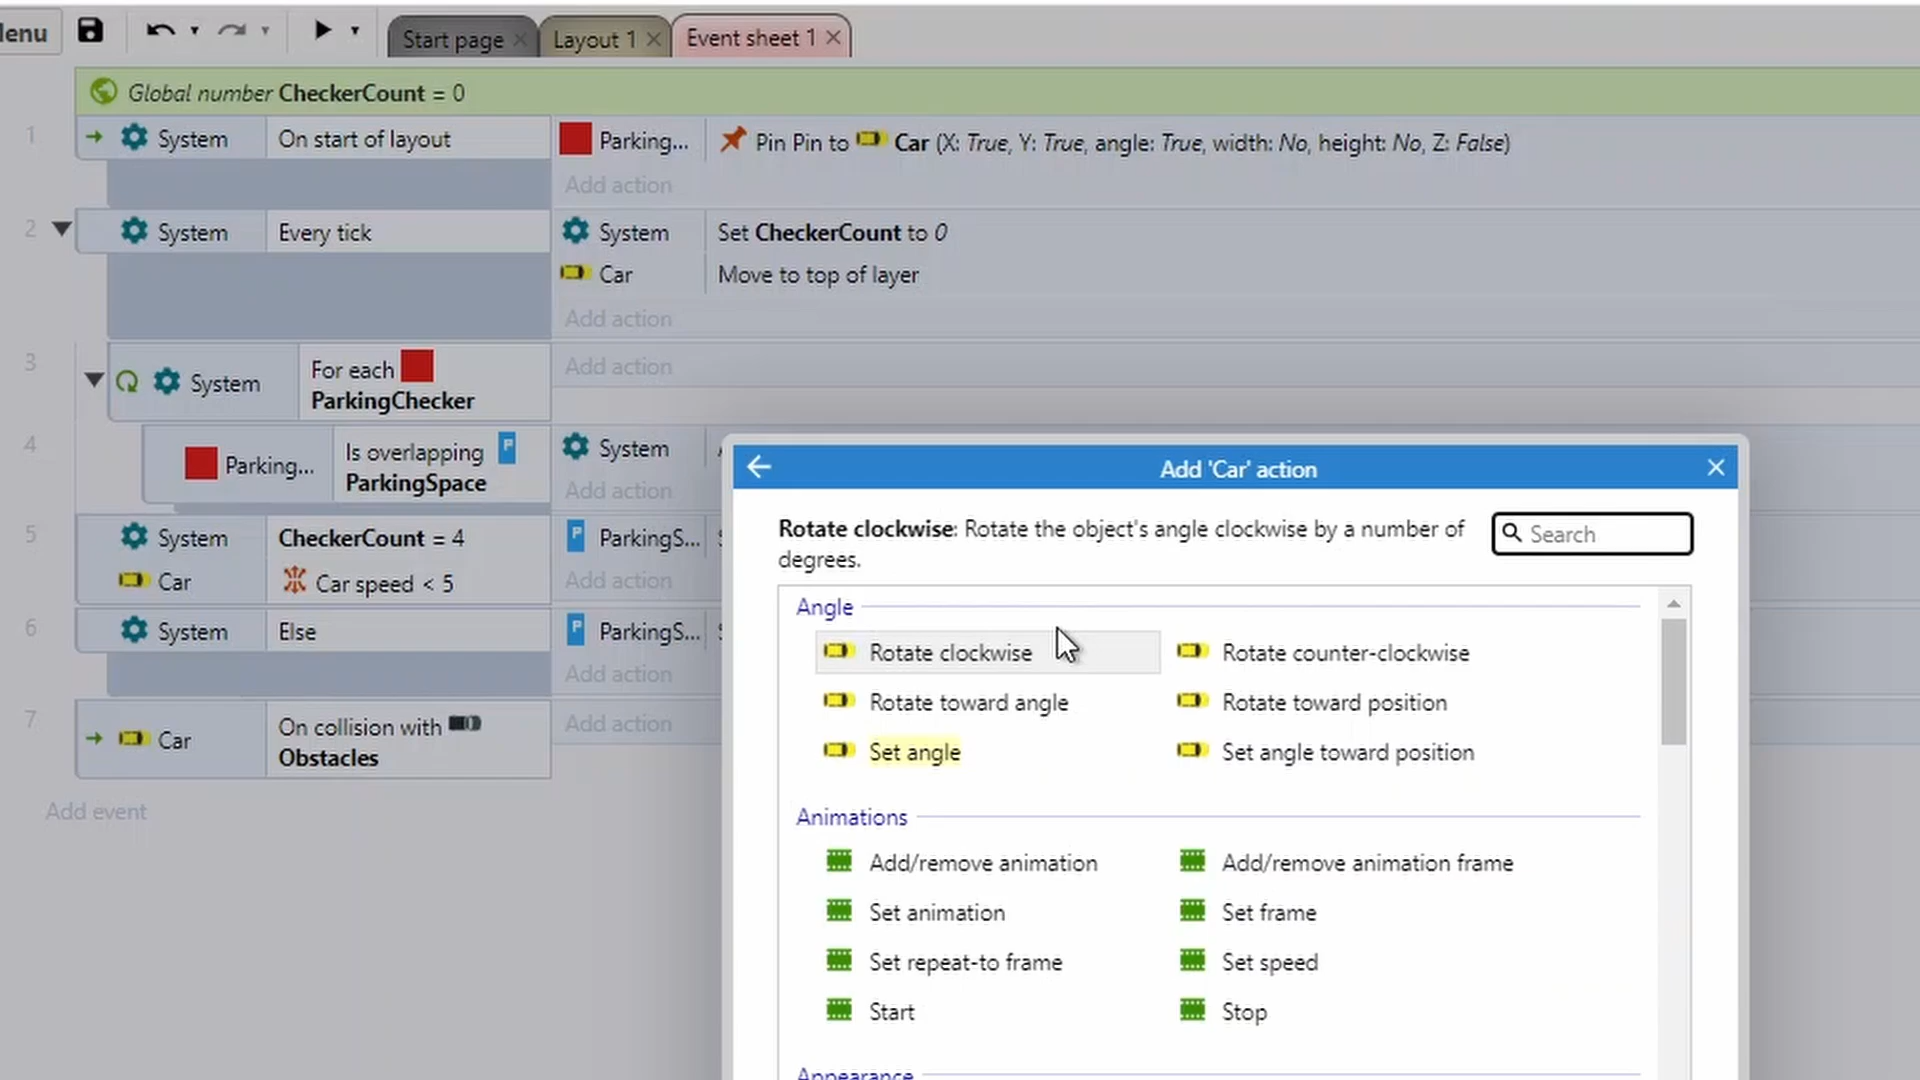 Menu
Start page
Layout 1
Event sheet 1
Global number CheckerCount = 0
1
System
On start of layout
Parking...
Pin Pin to Car (X: True, Y: True, angle: True, width: No, height: No, Z: False)
Add action
2
System
Every tick
System
Set CheckerCount to 0
Car
Move to top of layer
Add action
3
System
For each
ParkingChecker
Add action
4
Parking...
Is overlapping
ParkingSpace
System
Add action
5
System
CheckerCount = 4
ParkingS...
Car
Car speed < 5
Add action
6
System
Else
ParkingS...
Add action
7
Car
On collision with
Obstacles
Add action
Add event
Add 'Car' action
Rotate clockwise: Rotate the object's angle clockwise by a number of
degrees.
Search
Angle
Rotate clockwise
Rotate counter-clockwise
Rotate toward angle
Rotate toward position
Set angle
Set angle toward position
Animations
Add/remove animation
Add/remove animation frame
Set animation
Set frame
Set repeat-to frame
Set speed
Start
Stop
Appearance